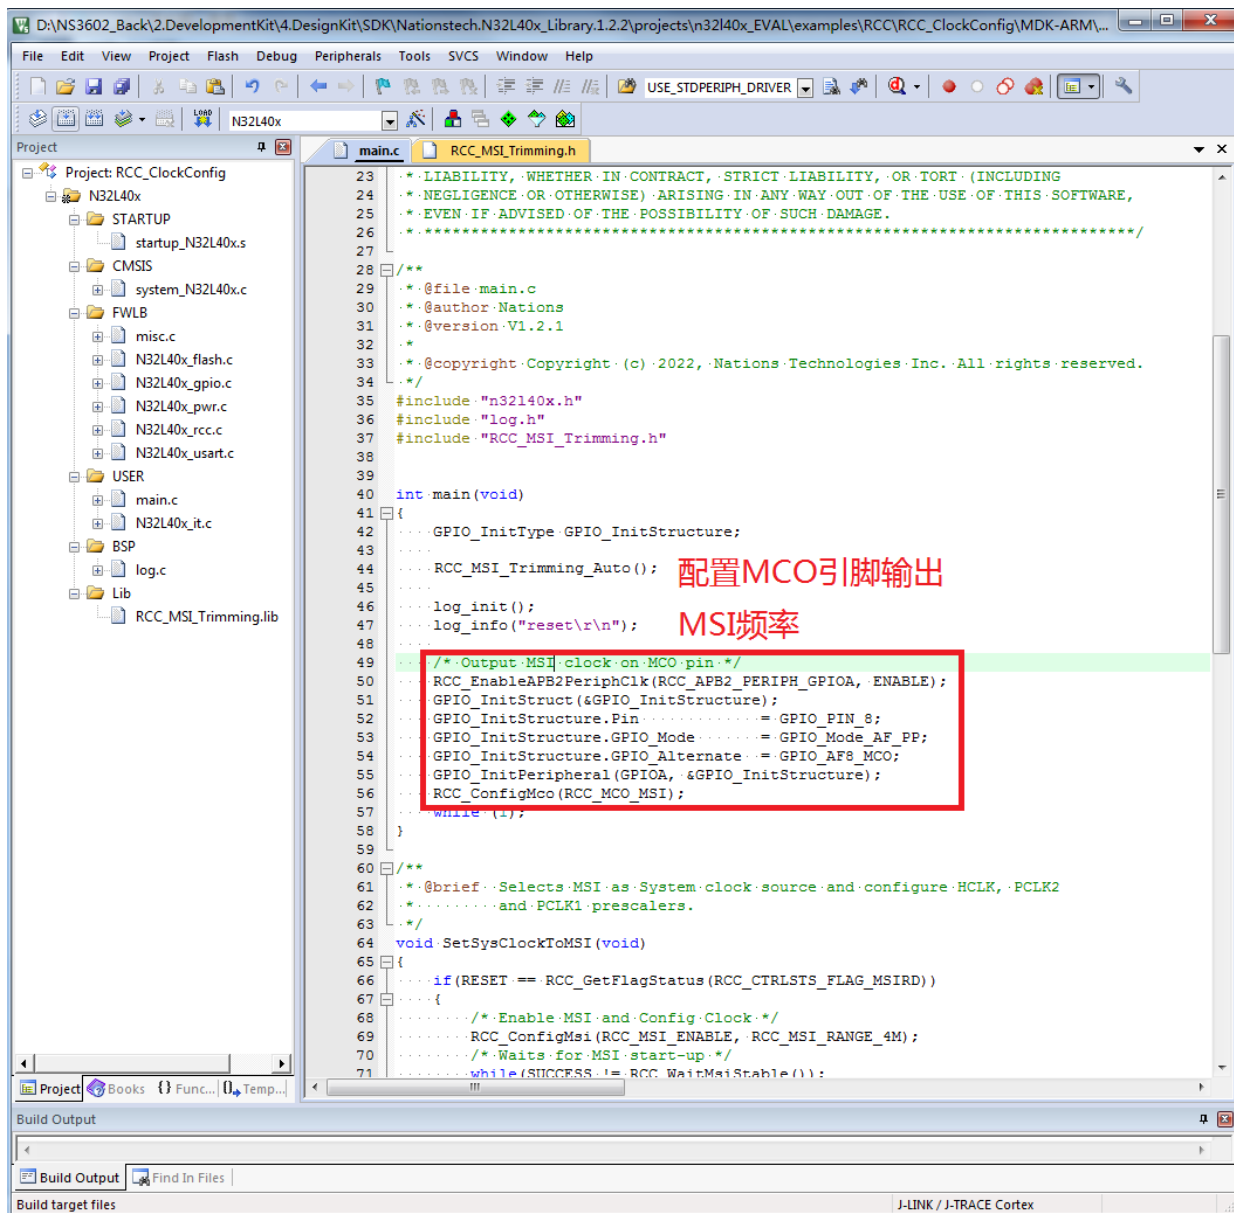 D:\NS3602_Back\2.DevelopmentKit\4.DesignKit\SDK\Nationstech.N32L40x_Library.1.2.2\projects\n32l40x_EVAL\examples\RCC\RCC_ClockConfig\MDK-ARM\...
File Edit View Project Flash Debug Peripherals Tools SVCS Window Help
USE_STDPERIPH_DRIVER
LOAD N32L40x
Project
main.c RCC_MSI_Trimming.h
Project: RCC_ClockConfig
N32L40x
STARTUP
startup_N32L40x.s
CMSIS
system_N32L40x.c
FWLB
misc.c
N32L40x_flash.c
N32L40x_gpio.c
N32L40x_pwr.c
N32L40x_rcc.c
N32L40x_usart.c
USER
main.c
N32L40x_it.c
BSP
log.c
Lib
RCC_MSI_Trimming.lib
23 * LIABILITY, WHETHER IN CONTRACT, STRICT LIABILITY, OR TORT (INCLUDING
24 * NEGLIGENCE OR OTHERWISE) ARISING IN ANY WAY OUT OF THE USE OF THIS SOFTWARE,
25 * EVEN IF ADVISED OF THE POSSIBILITY OF SUCH DAMAGE.
26 * ****************************************************************************/
27
28 /**
29 * @file main.c
30 * @author Nations
31 * @version V1.2.1
32 *
33 * @copyright Copyright (c) 2022, Nations Technologies Inc. All rights reserved.
34 */
35 #include "n32l40x.h"
36 #include "log.h"
37 #include "RCC_MSI_Trimming.h"
38
39
40 int main(void)
41 {
42 GPIO_InitType GPIO_InitStructure;
43
44 RCC_MSI_Trimming_Auto();
45
46 log_init();
47 log_info("reset\r\n");
48
49 /* Output MSI clock on MCO pin */
50 RCC_EnableAPB2PeriphClk(RCC_APB2_PERIPH_GPIOA, ENABLE);
51 GPIO_InitStruct(&GPIO_InitStructure);
52 GPIO_InitStructure.Pin = GPIO_PIN_8;
53 GPIO_InitStructure.GPIO_Mode = GPIO_Mode_AF_PP;
54 GPIO_InitStructure.GPIO_Alternate = GPIO_AF8_MCO;
55 GPIO_InitPeripheral(GPIOA, &GPIO_InitStructure);
56 RCC_ConfigMco(RCC_MCO_MSI);
57 while (1);
58 }
59
60 /**
61 * @brief Selects MSI as System clock source and configure HCLK, PCLK2
62 * and PCLK1 prescalers.
63 */
64 void SetSysClockToMSI(void)
65 {
66 if(RESET == RCC_GetFlagStatus(RCC_CTRLSTS_FLAG_MSIRD))
67 {
68 /* Enable MSI and Config Clock */
69 RCC_ConfigMsi(RCC_MSI_ENABLE, RCC_MSI_RANGE_4M);
70 /* Waits for MSI start-up */
71 while(SUCCESS != RCC_WaitMsiStable());
配置MCO引脚输出
MSI频率
Project Books {} Func... Temp...
Build Output
Build Output Find In Files
Build target files J-LINK / J-TRACE Cortex